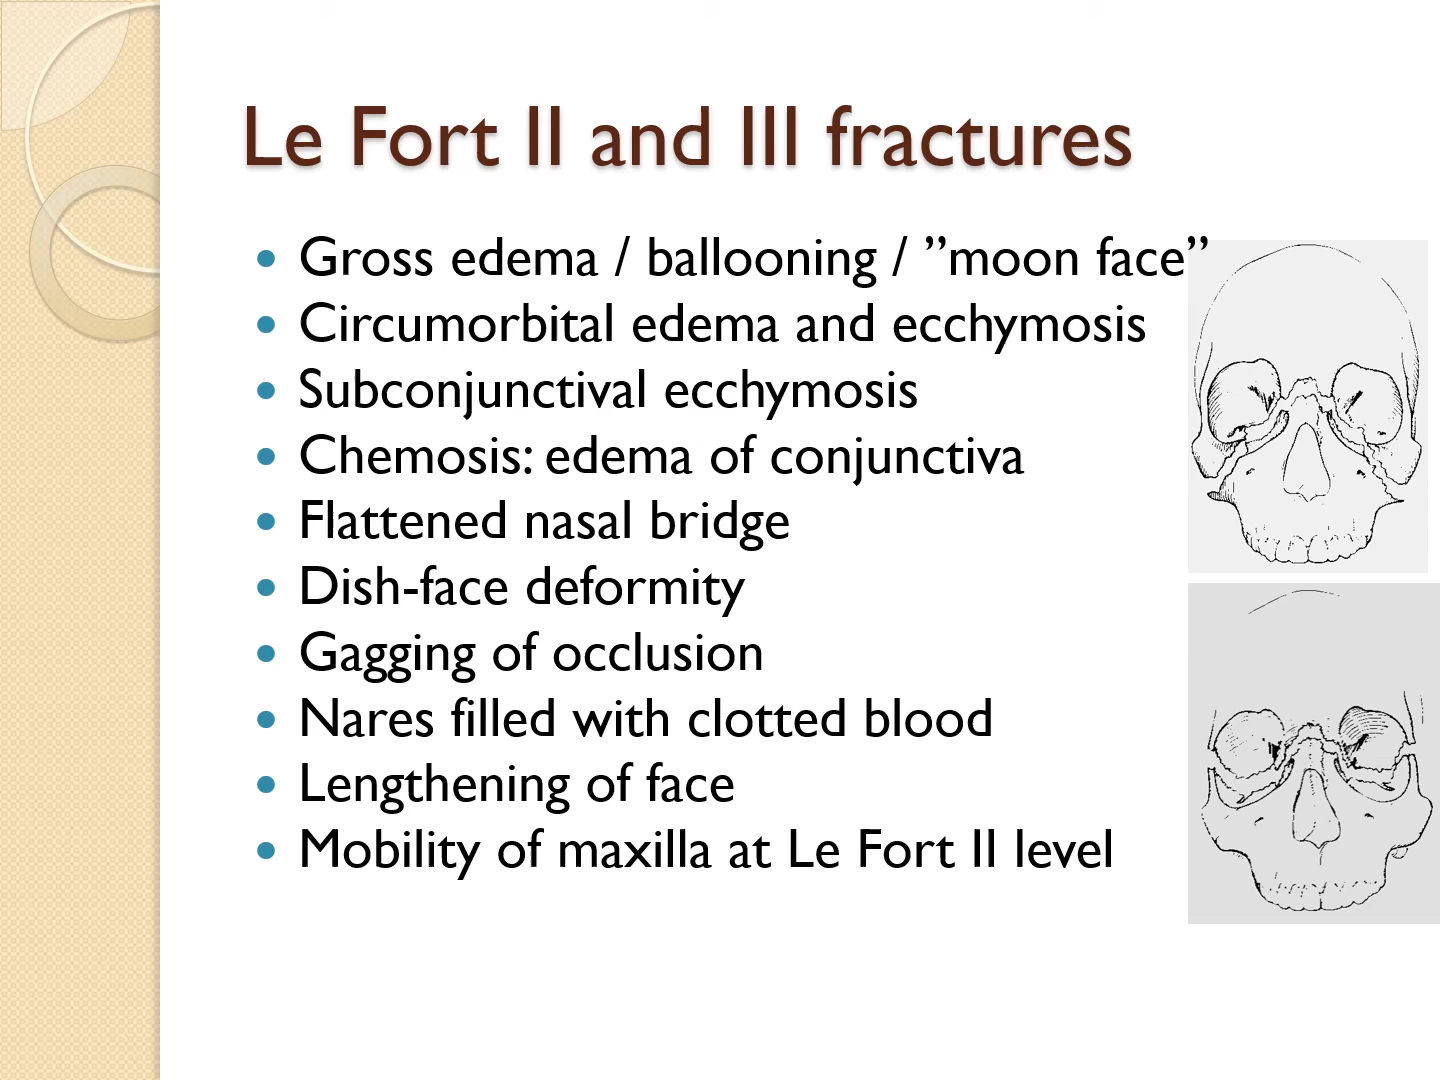 Le Fort II and III fractures
• Gross edema / ballooning / ”moon face”
• Circumorbital edema and ecchymosis
• Subconjunctival ecchymosis
• Chemosis: edema of conjunctiva
• Flattened nasal bridge
• Dish-face deformity
• Gagging of occlusion
• Nares filled with clotted blood
• Lengthening of face
• Mobility of maxilla at Le Fort II level